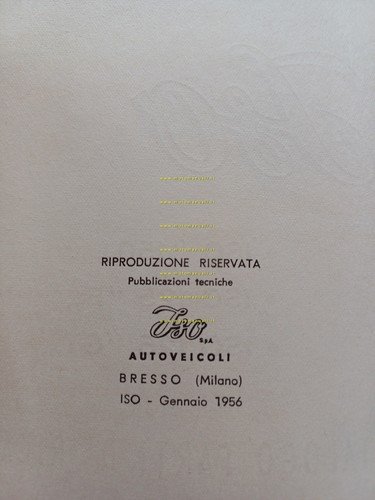 RIPRODUZIONE RISERVATA
Pubblicazioni tecniche
Iso S.p.A
AUTOVEICOLI
BRESSO (Milano)
ISO - Gennaio 1956